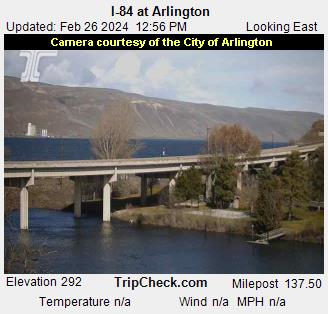 I-84 at Arlington
Updated: Feb 26 2024 12:56 PM Looking East
Camera courtesy of the City of Arlington
Elevation 292 TripCheck.com Milepost 137.50
Temperature n/a Wind n/a MPH n/a